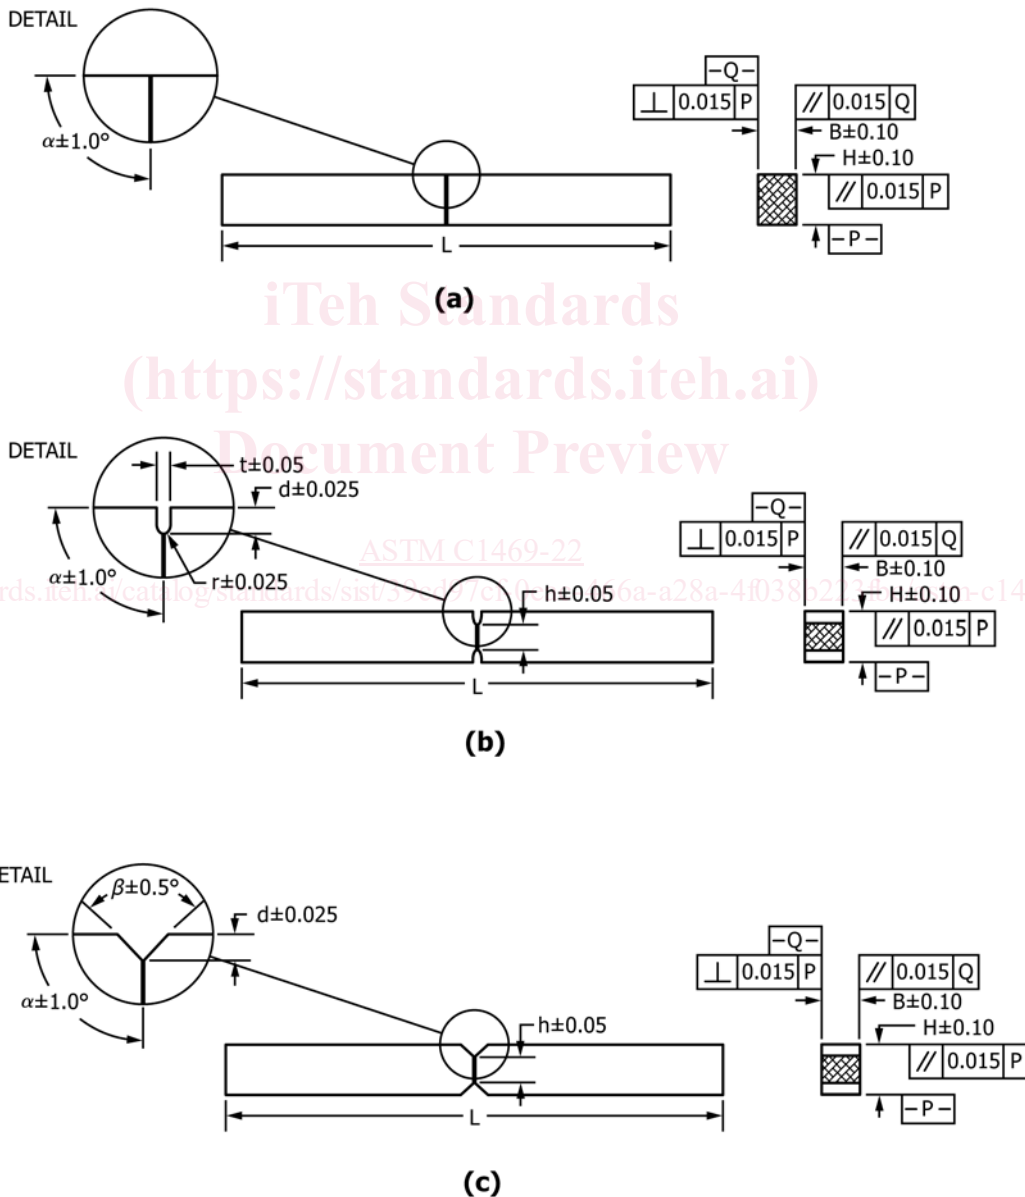 DETAIL
α±1.0°
–Q–
⊥ 0.015 P
// 0.015 Q
B±0.10
H±0.10
// 0.015 P
–P–
L
(a)
iTeh Standards
(https://standards.iteh.ai)
Document Preview
DETAIL
t±0.05
d±0.025
α±1.0°
r±0.025
ASTM C1469-22
h±0.05
–Q–
⊥ 0.015 P
// 0.015 Q
B±0.10
H±0.10
// 0.015 P
–P–
L
(b)
ETAIL
β±0.5°
d±0.025
α±1.0°
h±0.05
–Q–
⊥ 0.015 P
// 0.015 Q
B±0.10
H±0.10
// 0.015 P
–P–
L
(c)